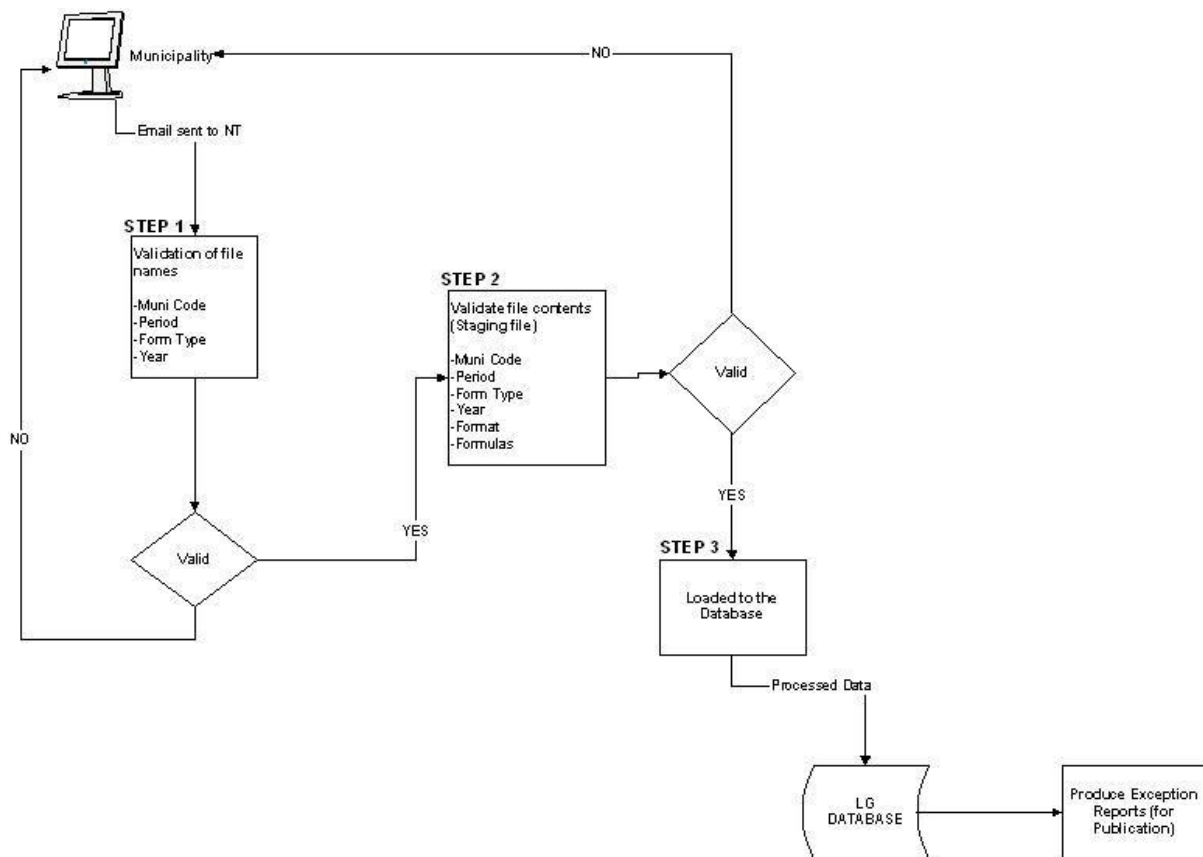 Municipality
NO
Email sent to NT
STEP 1
Validation of file
names
-Muni Code
-Period
-Form Type
-Year
STEP 2
Validate file contents
(Staging file)
-Muni Code
-Period
-Form Type
-Year
-Format
-Formulas
Valid
NO
YES
YES
Valid
STEP 3
Loaded to the
Database
Processed Data
LG
DATABASE
Produce Exception
Reports (for
Publication)